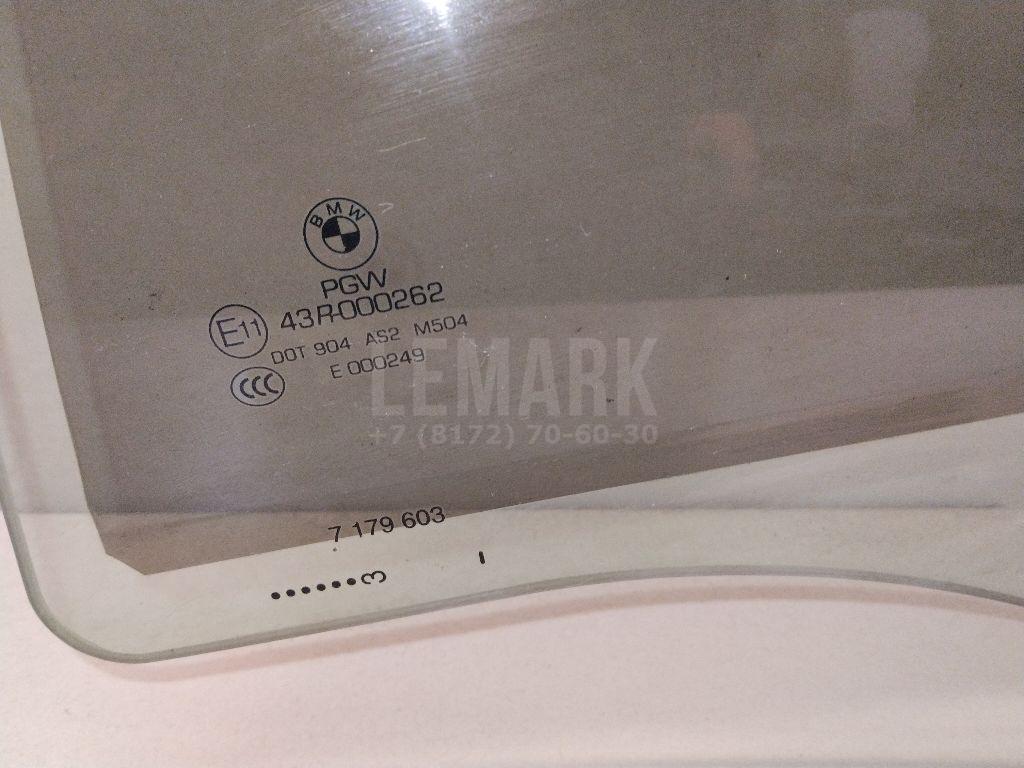 BMW
PGW
E11 43R-000262
DOT 904 AS2 M504
CCC E 000249
LEMARK
+7 (8172) 70-60-30
7 179 603
••••••3